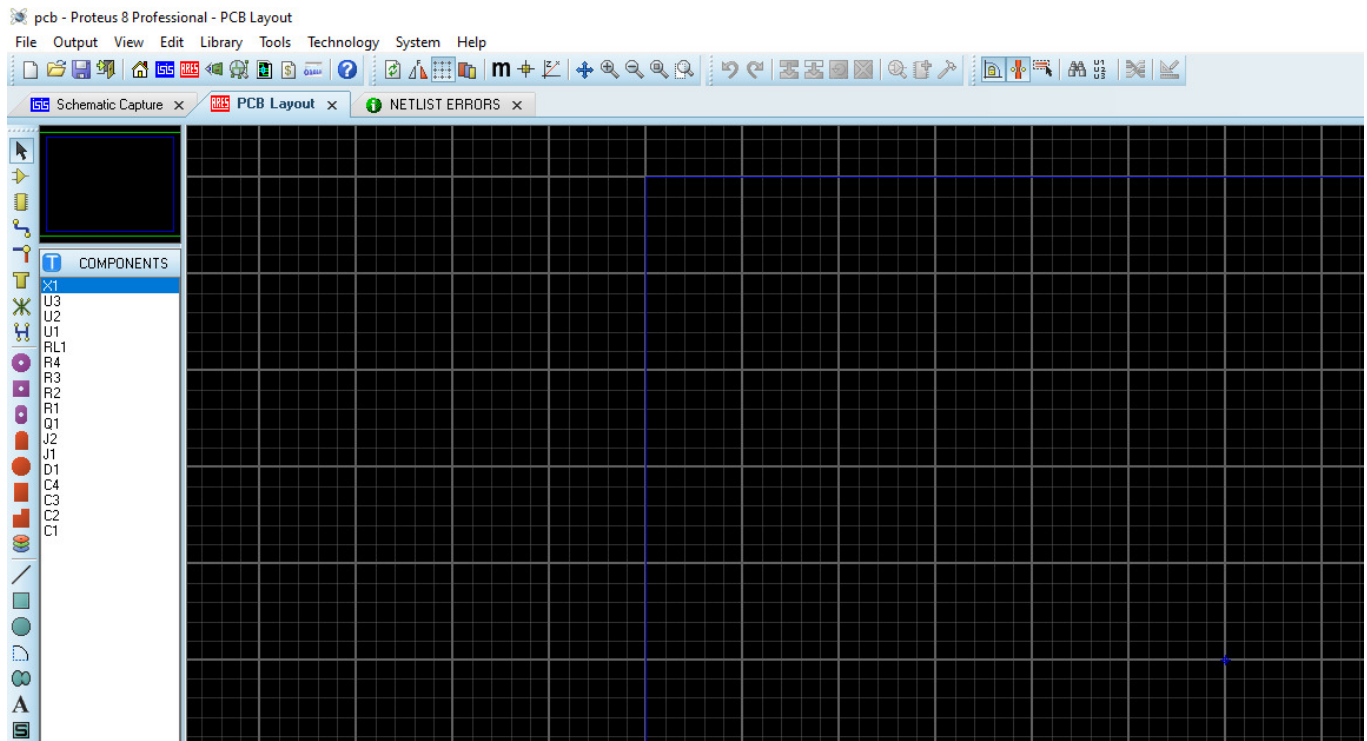 pcb - Proteus 8 Professional - PCB Layout
File Output View Edit Library Tools Technology System Help
ISIS ARES $ ? m
Schematic Capture x PCB Layout x NETLIST ERRORS x
T COMPONENTS
X1
U3
U2
U1
RL1
R4
R3
R2
R1
Q1
J2
J1
D1
C4
C3
C2
C1
A
S